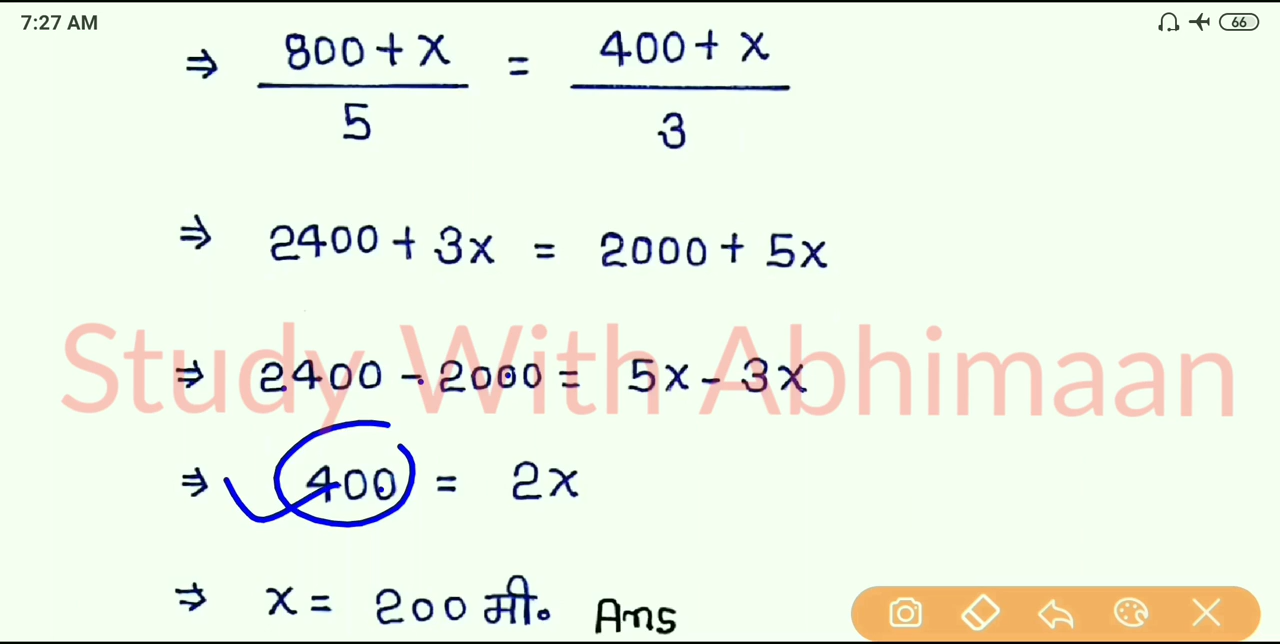 7:27 AM 66
⇒ 800 + x / 5 = 400 + x / 3
⇒ 2400 + 3x = 2000 + 5x
Study With Abhimaan
⇒ 2400 - 2000 = 5x - 3x
⇒ 400 = 2x
⇒ x = 200 मी. Ans